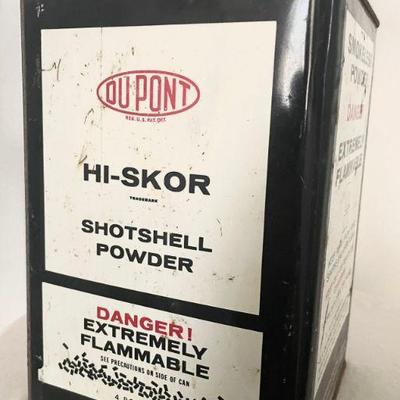 DU PONT
REG. U.S. PAT. OFF.
HI-SKOR
TRADEMARK
SHOTSHELL
POWDER
DANGER!
EXTREMELY
FLAMMABLE
SEE PRECAUTIONS ON SIDE OF CAN
4
SMOKELESS
POWDER
DANGER!
EXTREMELY
FLAMMABLE